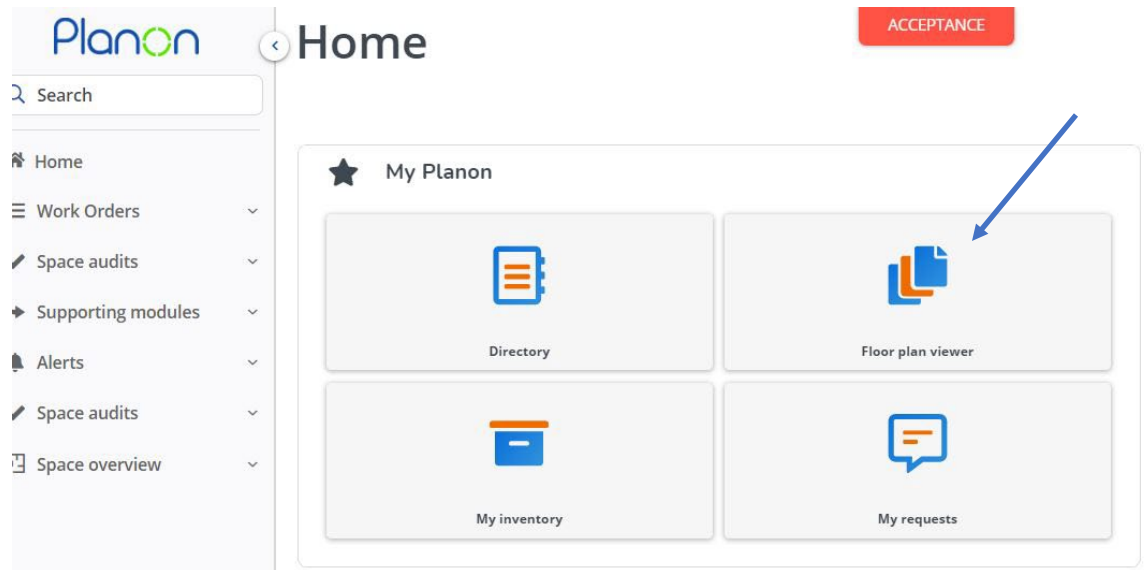 Planon
Home
ACCEPTANCE
Search
Home
Work Orders
Space audits
Supporting modules
Alerts
Space audits
Space overview
My Planon
Directory
Floor plan viewer
My inventory
My requests